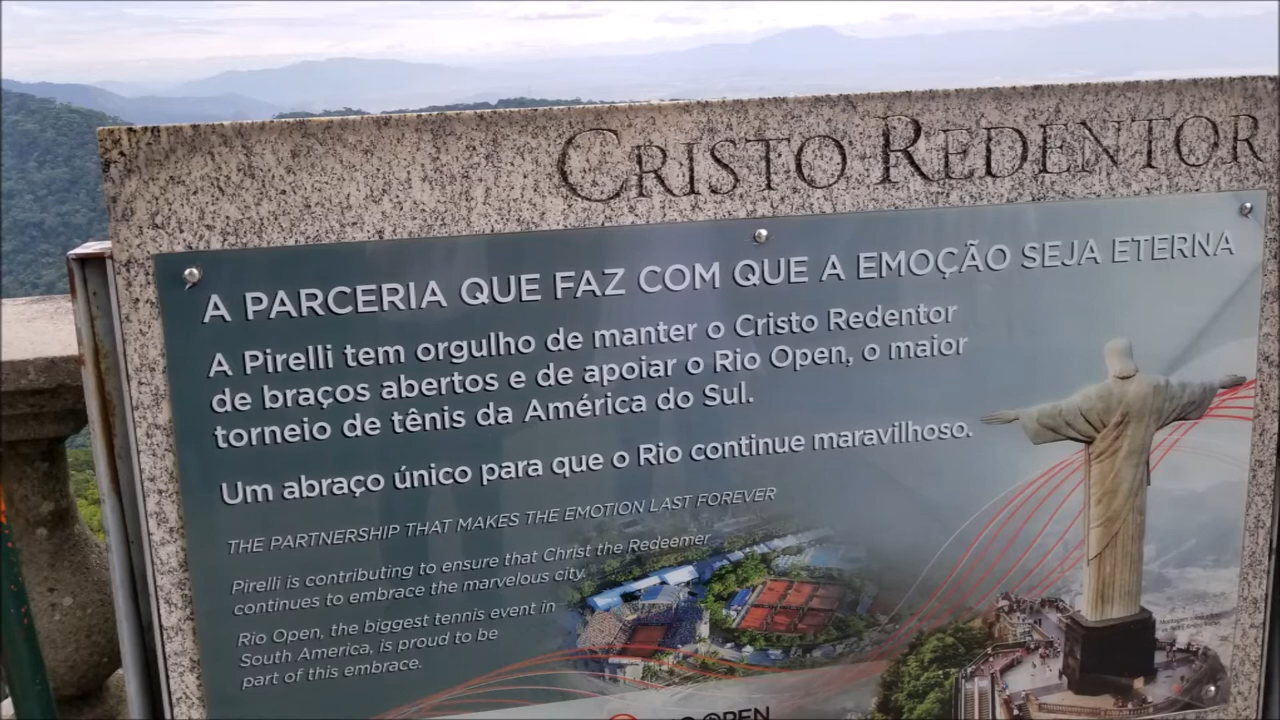 CRISTO REDENTOR
A PARCERIA QUE FAZ COM QUE A EMOÇÃO SEJA ETERNA
A Pirelli tem orgulho de manter o Cristo Redentor
de braços abertos e de apoiar o Rio Open, o maior
torneio de tênis da América do Sul.
Um abraço único para que o Rio continue maravilhoso.
THE PARTNERSHIP THAT MAKES THE EMOTION LAST FOREVER
Pirelli is contributing to ensure that Christ the Redeemer
continues to embrace the marvelous city.
Rio Open, the biggest tennis event in
South America, is proud to be
part of this embrace.
OPEN